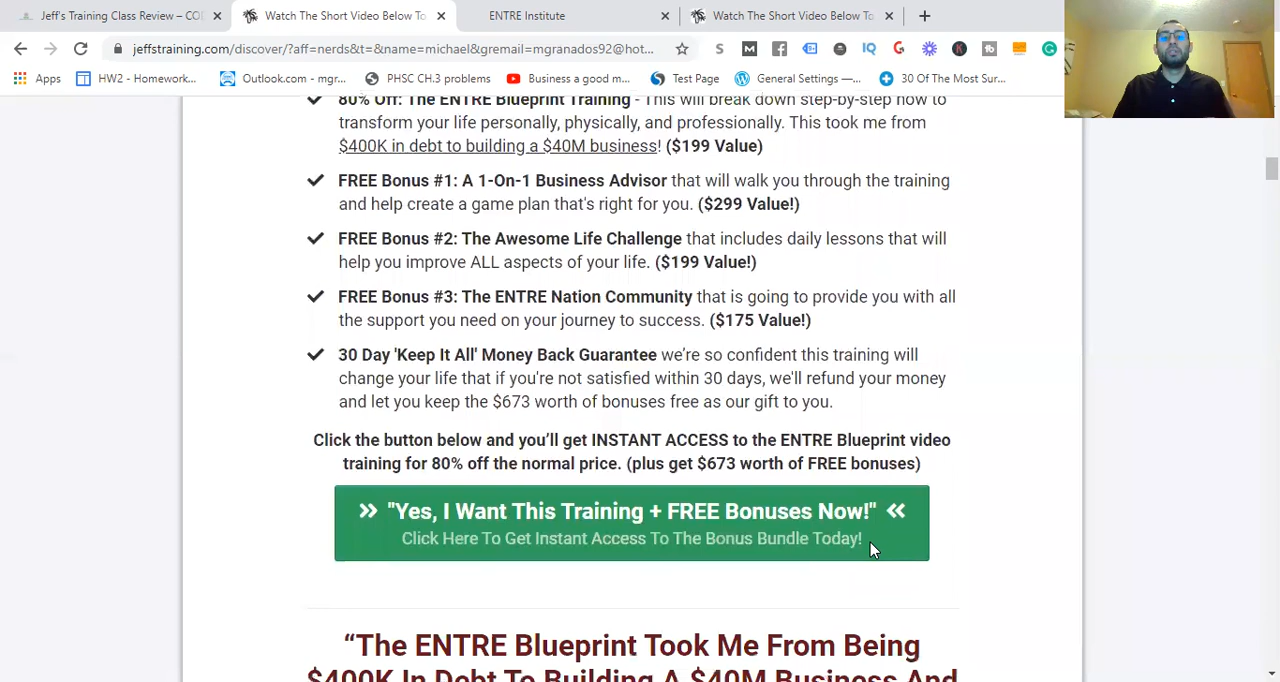 Jeff's Training Class Review – CO
Watch The Short Video Below To
ENTRE Institute
Watch The Short Video Below To
jeffstraining.com/discover/?aff=nerds&t=&name=michael&gremail=mgranados92@hot...
Apps
HW2 - Homework...
Outlook.com - mgr...
PHSC CH.3 problems
Business a good m...
Test Page
General Settings —...
30 Of The Most Sur...
80% Off: The ENTRE Blueprint Training - This will break down step-by-step how to
transform your life personally, physically, and professionally. This took me from
$400K in debt to building a $40M business! ($199 Value)
FREE Bonus #1: A 1-On-1 Business Advisor that will walk you through the training
and help create a game plan that's right for you. ($299 Value!)
FREE Bonus #2: The Awesome Life Challenge that includes daily lessons that will
help you improve ALL aspects of your life. ($199 Value!)
FREE Bonus #3: The ENTRE Nation Community that is going to provide you with all
the support you need on your journey to success. ($175 Value!)
30 Day 'Keep It All' Money Back Guarantee we're so confident this training will
change your life that if you're not satisfied within 30 days, we'll refund your money
and let you keep the $673 worth of bonuses free as our gift to you.
Click the button below and you'll get INSTANT ACCESS to the ENTRE Blueprint video
training for 80% off the normal price. (plus get $673 worth of FREE bonuses)
» "Yes, I Want This Training + FREE Bonuses Now!" «
Click Here To Get Instant Access To The Bonus Bundle Today!
“The ENTRE Blueprint Took Me From Being
$400K In Debt To Building A $40M Business And